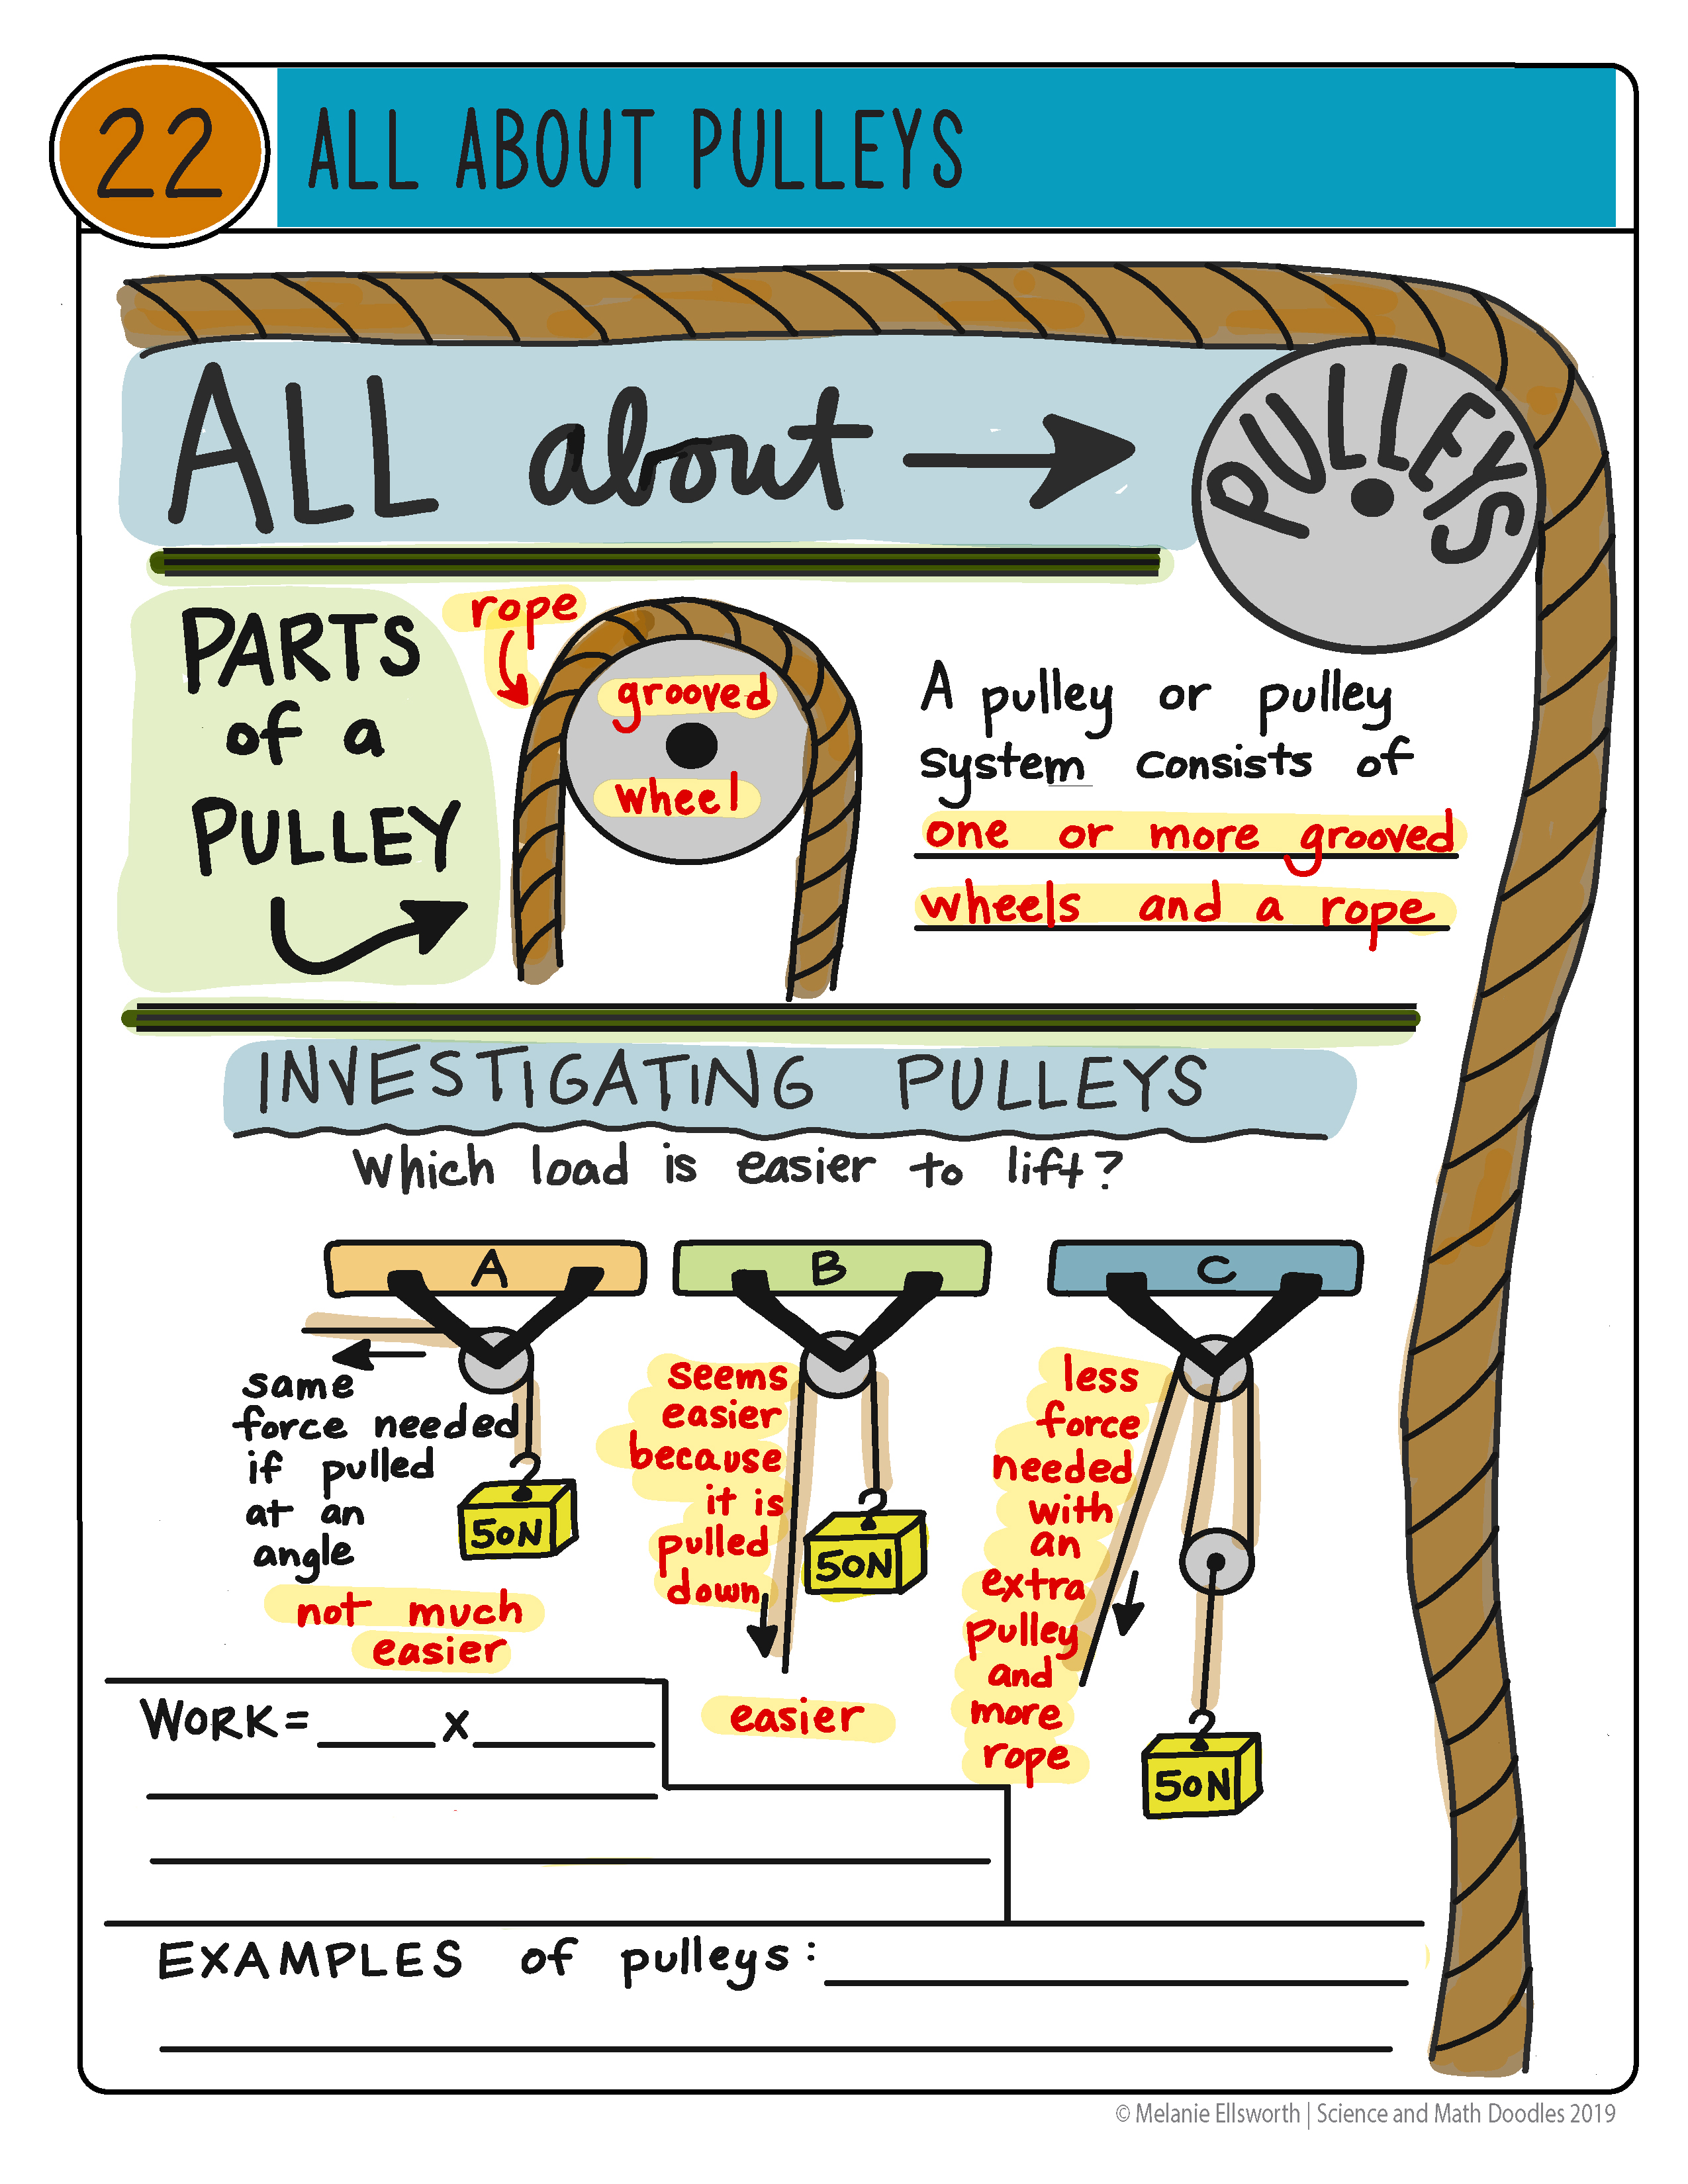 22
ALL ABOUT PULLEYS
ALL about
PULLEYS
PARTS
of a
PULLEY
rope
grooved
wheel
A pulley or pulley
system consists of
one or more grooved
wheels and a rope
INVESTIGATING PULLEYS
Which load is easier to lift?
A
same
force needed
if pulled
at an
angle
50N
not much
easier
B
seems
easier
because
it is
pulled
down
50N
easier
C
less
force
needed
with
an
extra
pulley
and
more
rope
50N
WORK = ____ x ____
EXAMPLES of pulleys:
© Melanie Ellsworth | Science and Math Doodles 2019